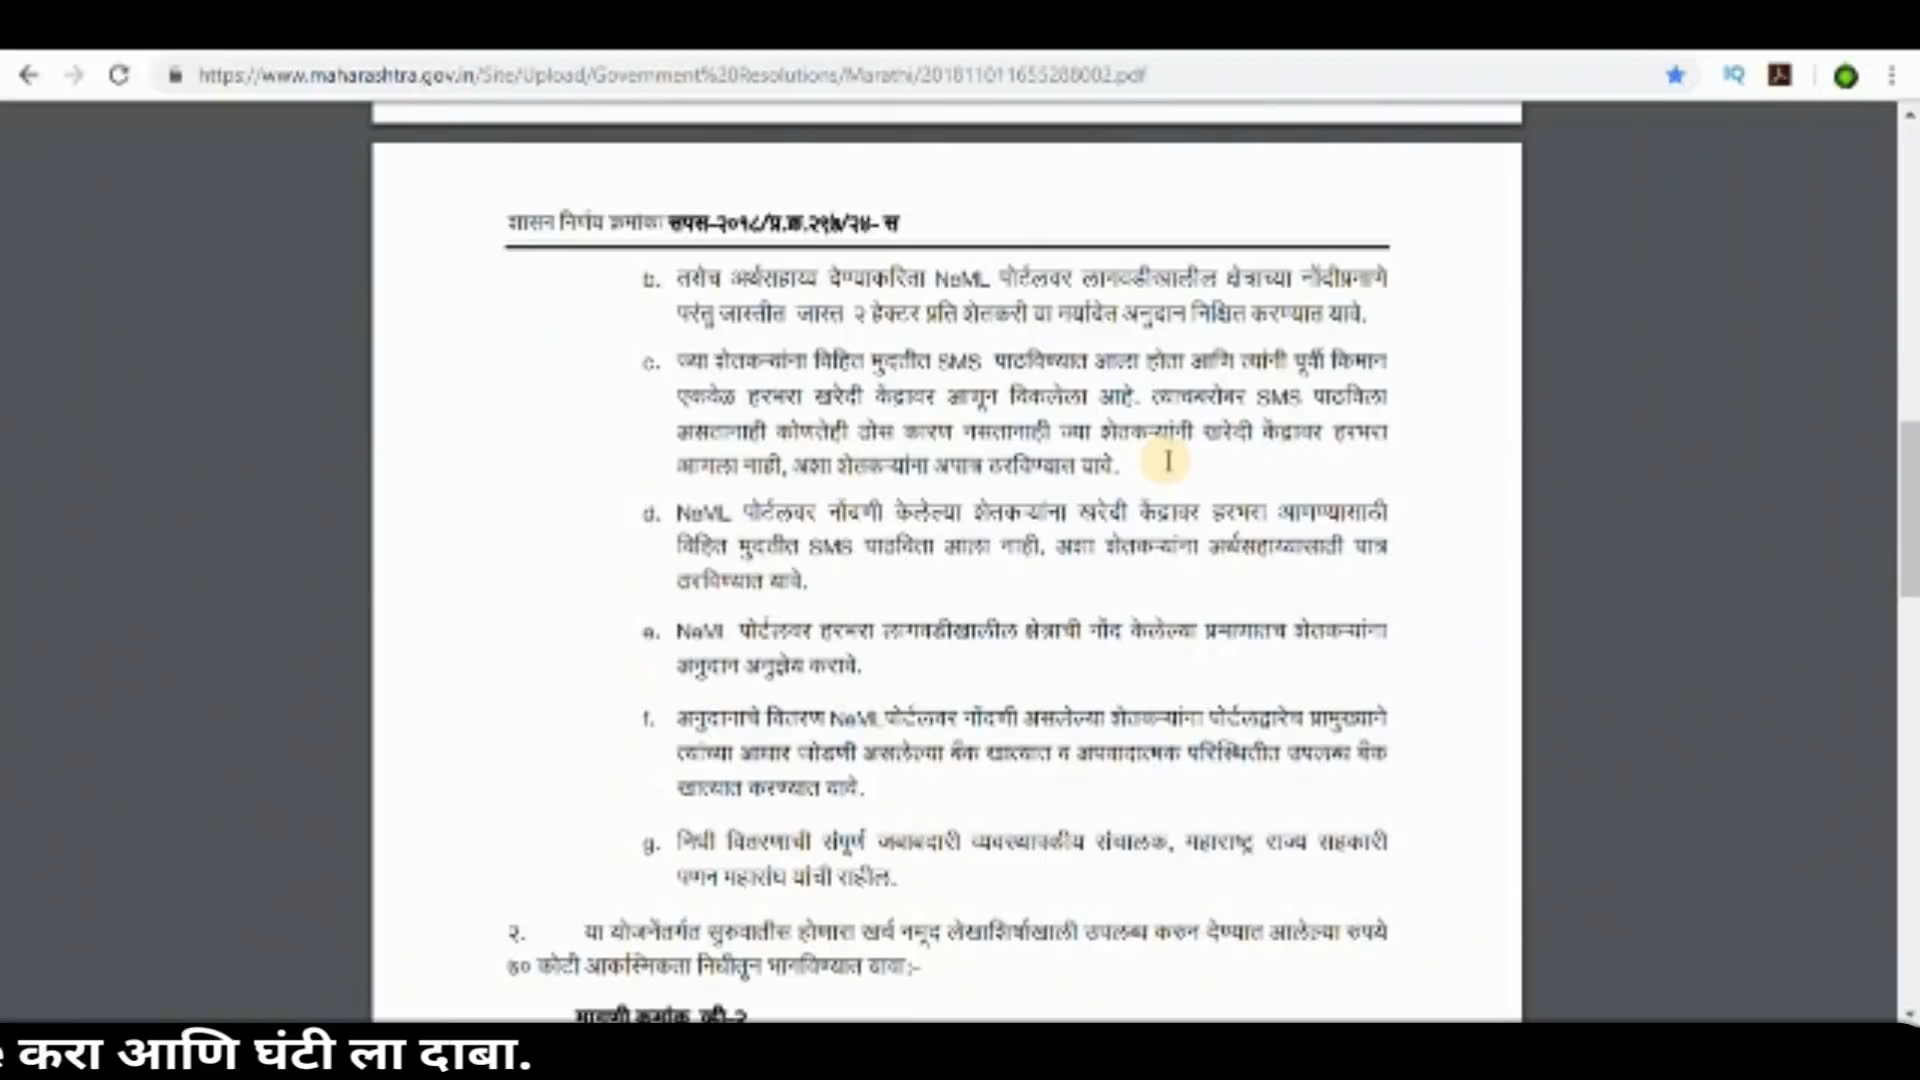 https://www.maharashtra.gov.in/Site/Upload/Government%20Resolutions/Marathi/201811011655288002.pdf
शासन निर्णय क्रमांकः सपस-२०१८/प्र.क्र./२४- स
b. तसेच अर्थसहाय्य देण्याकरिता NeML पोर्टलवर लागवडीखालील क्षेत्राच्या नोंदीप्रमाणे
परंतु जास्तीत जास्त २ हेक्टर प्रति शेतकरी या मर्यादेत अनुदान निश्चित करण्यात यावे.
c. ज्या शेतकऱ्यांना विहित मुदतीत SMS पाठविण्यात आला होता आणि त्यांनी पूर्वी किमान
एकवेळ हरभरा खरेदी केंद्रावर आणून विकलेला आहे. त्याचबरोबर SMS पाठविला
असतानाही कोणतेही ठोस कारण नसतानाही ज्या शेतकऱ्यांनी खरेदी केंद्रावर हरभरा
आणला नाही, अशा शेतकऱ्यांना अपात्र ठरविण्यात यावे.
d. NeML पोर्टलवर नोंदणी केलेल्या शेतकऱ्यांना खरेदी केंद्रावर हरभरा आणण्यासाठी
विहित मुदतीत SMS पाठविता आला नाही, अशा शेतकऱ्यांना अर्थसहाय्यासाठी पात्र
ठरविण्यात यावे.
e. NeML पोर्टलवर हरभरा लागवडीखालील क्षेत्राची नोंद केलेल्या प्रमाणातच शेतकऱ्यांना
अनुदान अनुज्ञेय करावे.
f. अनुदानाचे वितरण NeML पोर्टलवर नोंदणी असलेल्या शेतकऱ्यांना पोर्टलद्वारेच प्रामुख्याने
त्यांच्या आधार जोडणी असलेल्या बँक खात्यात व अपवादात्मक परिस्थितीत उपलब्ध बँक
खात्यात करण्यात यावे.
g. निधी वितरणाची संपूर्ण जबाबदारी व्यवस्थापकीय संचालक, महाराष्ट्र राज्य सहकारी
पणन महासंघ यांची राहील.
२. या योजनेंतर्गत सुरुवातीस होणारा खर्च नमूद लेखाशिर्षाखाली उपलब्ध करुन देण्यात आलेल्या रुपये
कोटी आकस्मिकता निधीतून भागविण्यात यावा :-
मागणी क्रमांक व्ही-२
करा आणि घंटी ला दाबा.